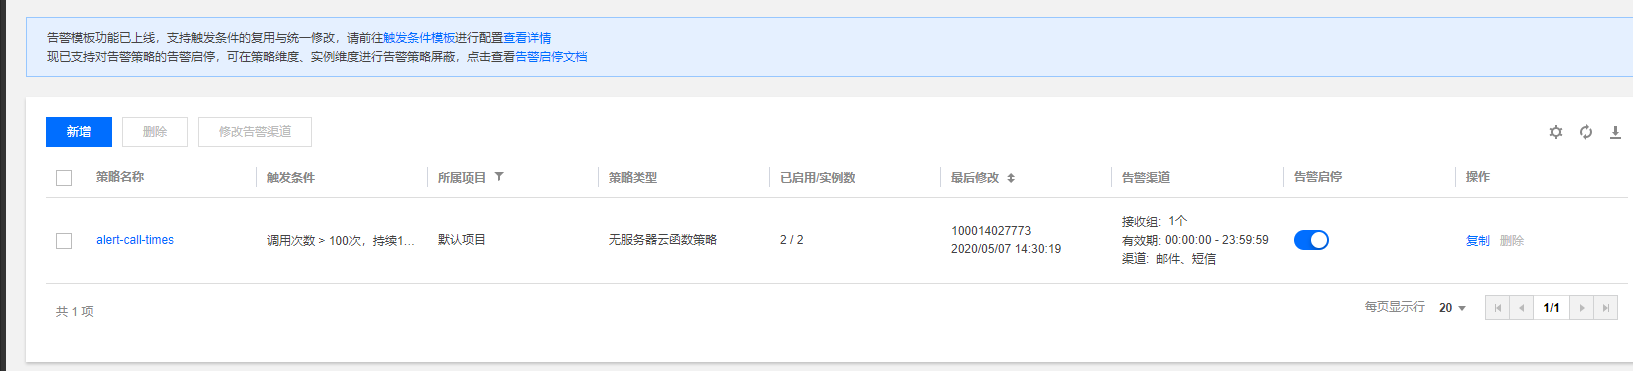 告警模板功能已上线，支持触发条件的复用与统一修改，请前往触发条件模板进行配置查看详情
现已支持对告警策略的告警启停，可在策略维度、实例维度进行告警策略屏蔽，点击查看告警启停文档
新增 删除 修改告警渠道
策略名称 触发条件 所属项目 策略类型 已启用/实例数 最后修改 告警渠道 告警启停 操作
alert-call-times 调用次数 > 100次，持续1... 默认项目 无服务器云函数策略 2 / 2 100014027773 接收组: 1个 复制 删除
2020/05/07 14:30:19 有效期: 00:00:00 - 23:59:59
渠道: 邮件、短信
共 1 项 每页显示行 20 1/1